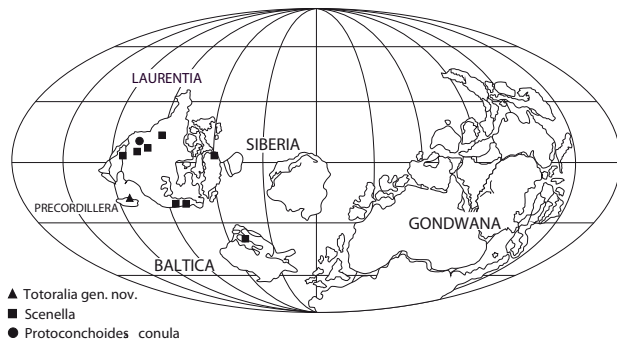 LAURENTIA
SIBERIA
PRECORDILLERA
GONDWANA
BALTICA
Totoralia gen. nov.
Scenella
Protoconchoides conula